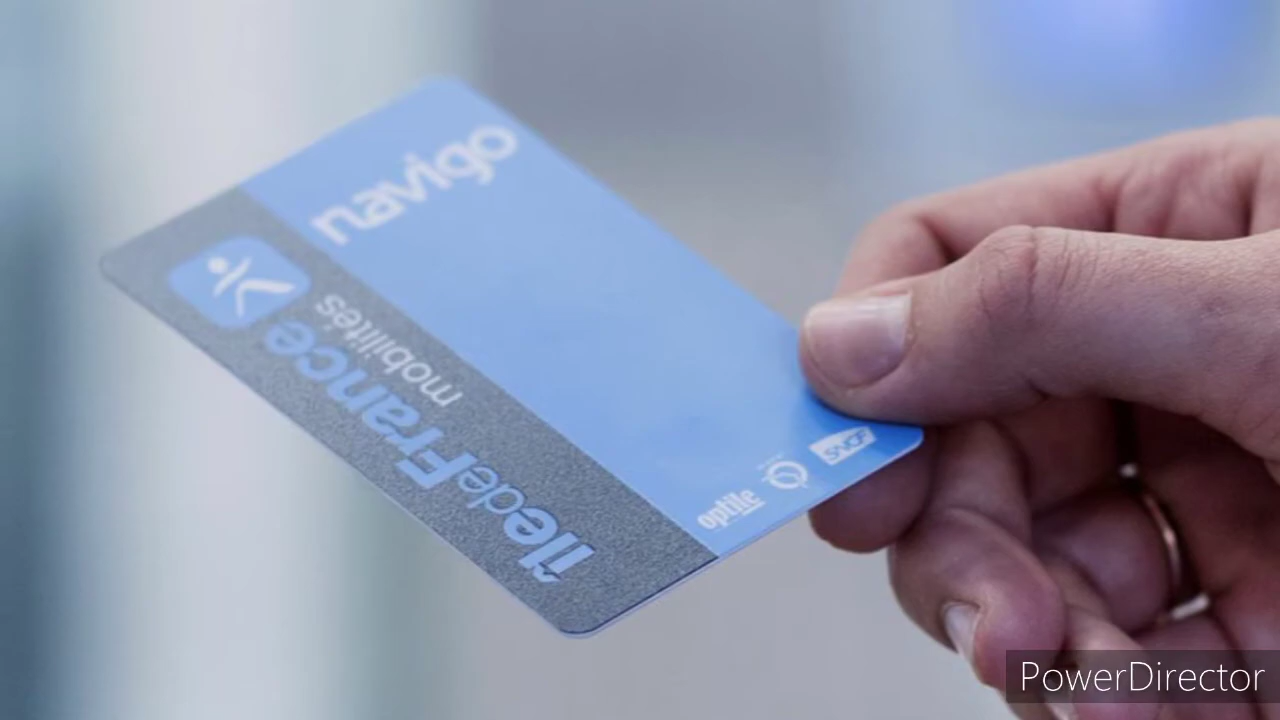 navigo
îledeFrance
mobilités
optile
SNCF
PowerDirector